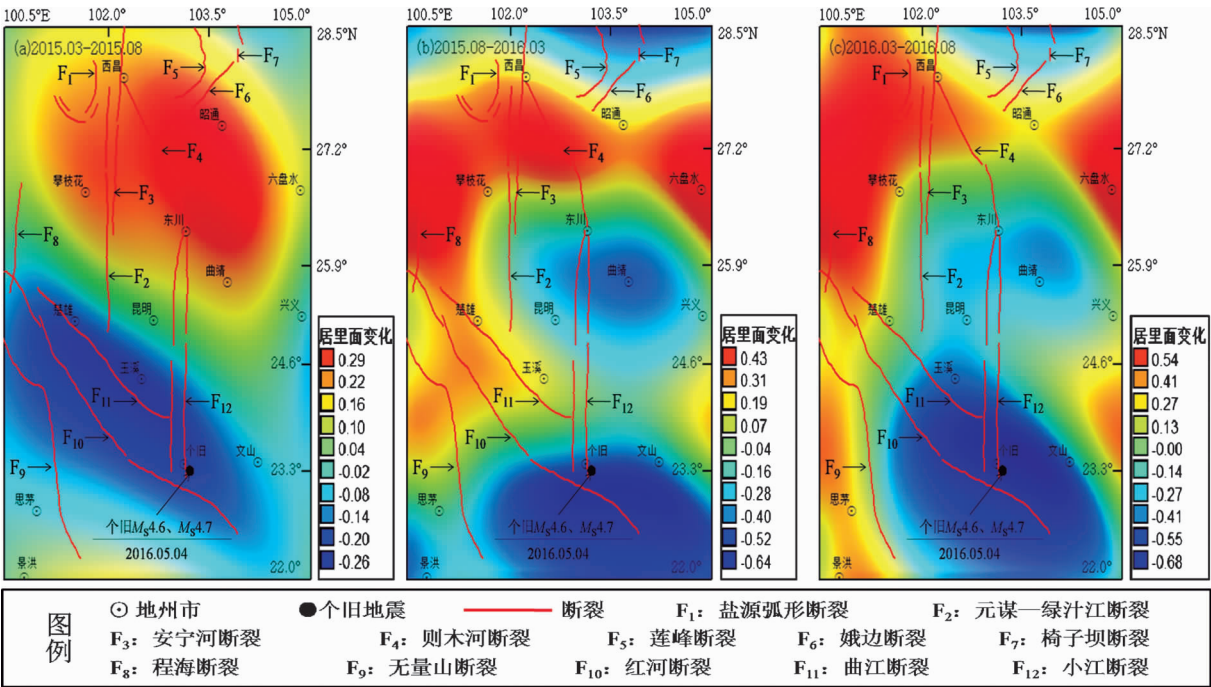 100.5°E 102.0 103.5 105.0
28.5°N
27.2°
25.9°
24.6°
23.3°
22.0°
(a)2015.03-2015.08
西昌
F1
F5
F7
F6
昭通
F4
攀枝花
F3
六盘水
东川
F8
F2
曲靖
楚雄
昆明
兴义
玉溪
F11
F12
F10
F9
个旧
文山
思茅
个旧MS4.6、MS4.7
2016.05.04
景洪
居里面变化
0.29
0.22
0.16
0.10
0.04
-0.02
-0.08
-0.14
-0.20
-0.26
100.5°E 102.0 103.5 105.0
28.5°N
27.2°
25.9°
24.6°
23.3°
22.0°
(b)2015.08-2016.03
西昌
F1
F5
F7
F6
昭通
F4
攀枝花
F3
六盘水
东川
F8
F2
曲靖
楚雄
昆明
兴义
玉溪
F11
F12
F10
F9
个旧
文山
思茅
个旧MS4.6、MS4.7
2016.05.04
景洪
居里面变化
0.43
0.31
0.19
0.07
-0.04
-0.16
-0.28
-0.40
-0.52
-0.64
100.5°E 102.0 103.5 105.0
28.5°N
27.2°
25.9°
24.6°
23.3°
22.0°
(c)2016.03-2016.08
西昌
F1
F5
F7
F6
昭通
F4
攀枝花
F3
六盘水
东川
F8
F2
曲靖
楚雄
昆明
兴义
玉溪
F11
F12
F10
F9
个旧
文山
思茅
个旧MS4.6、MS4.7
2016.05.04
景洪
居里面变化
0.54
0.41
0.27
0.13
-0.00
-0.14
-0.27
-0.41
-0.55
-0.68
图例
地州市 个旧地震 断裂 F1：盐源弧形断裂 F2：元谋—绿汁江断裂
F3：安宁河断裂 F4：则木河断裂 F5：莲峰断裂 F6：娥边断裂 F7：椅子坝断裂
F8：程海断裂 F9：无量山断裂 F10：红河断裂 F11：曲江断裂 F12：小江断裂